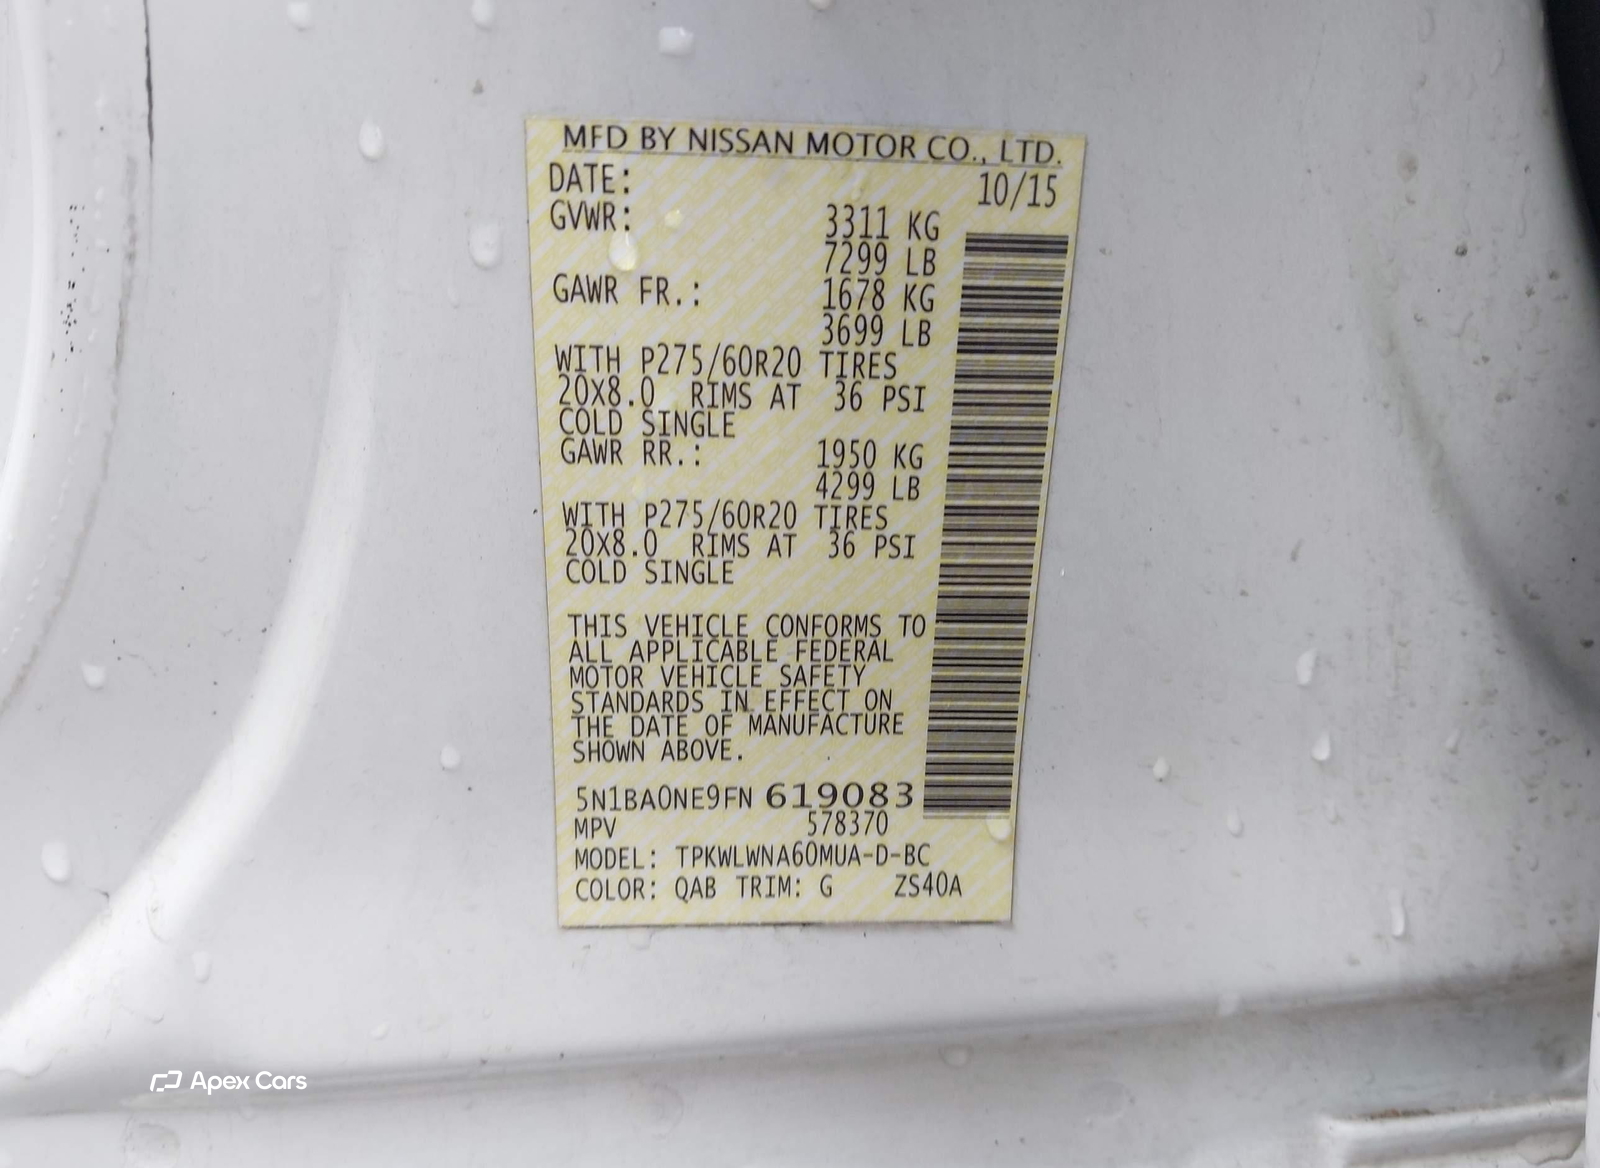 MFD BY NISSAN MOTOR CO., LTD.
DATE: 10/15
GVWR: 3311 KG
7299 LB
GAWR FR.: 1678 KG
3699 LB
WITH P275/60R20 TIRES
20X8.0 RIMS AT 36 PSI
COLD SINGLE
GAWR RR.: 1950 KG
4299 LB
WITH P275/60R20 TIRES
20X8.0 RIMS AT 36 PSI
COLD SINGLE
THIS VEHICLE CONFORMS TO
ALL APPLICABLE FEDERAL
MOTOR VEHICLE SAFETY
STANDARDS IN EFFECT ON
THE DATE OF MANUFACTURE
SHOWN ABOVE.
5N1BA0NE9FN 619083
MPV 578370
MODEL: TPKWLWNA60MUA-D-BC
COLOR: QAB TRIM: G ZS40A
Apex Cars